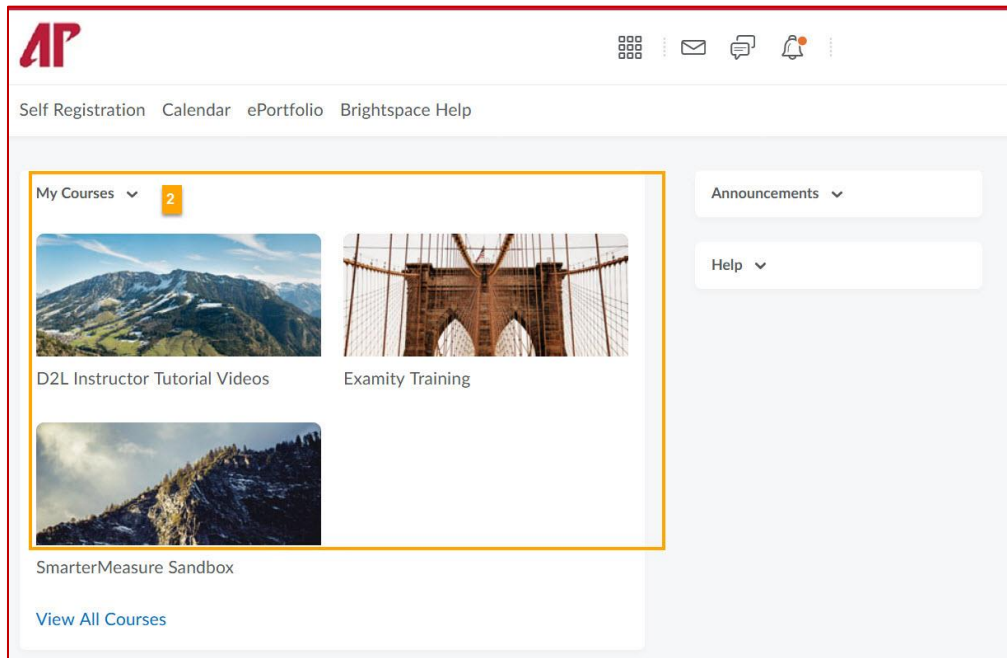 AP
Self Registration Calendar ePortfolio Brightspace Help
My Courses
2
Announcements
Help
D2L Instructor Tutorial Videos
Examity Training
SmarterMeasure Sandbox
View All Courses